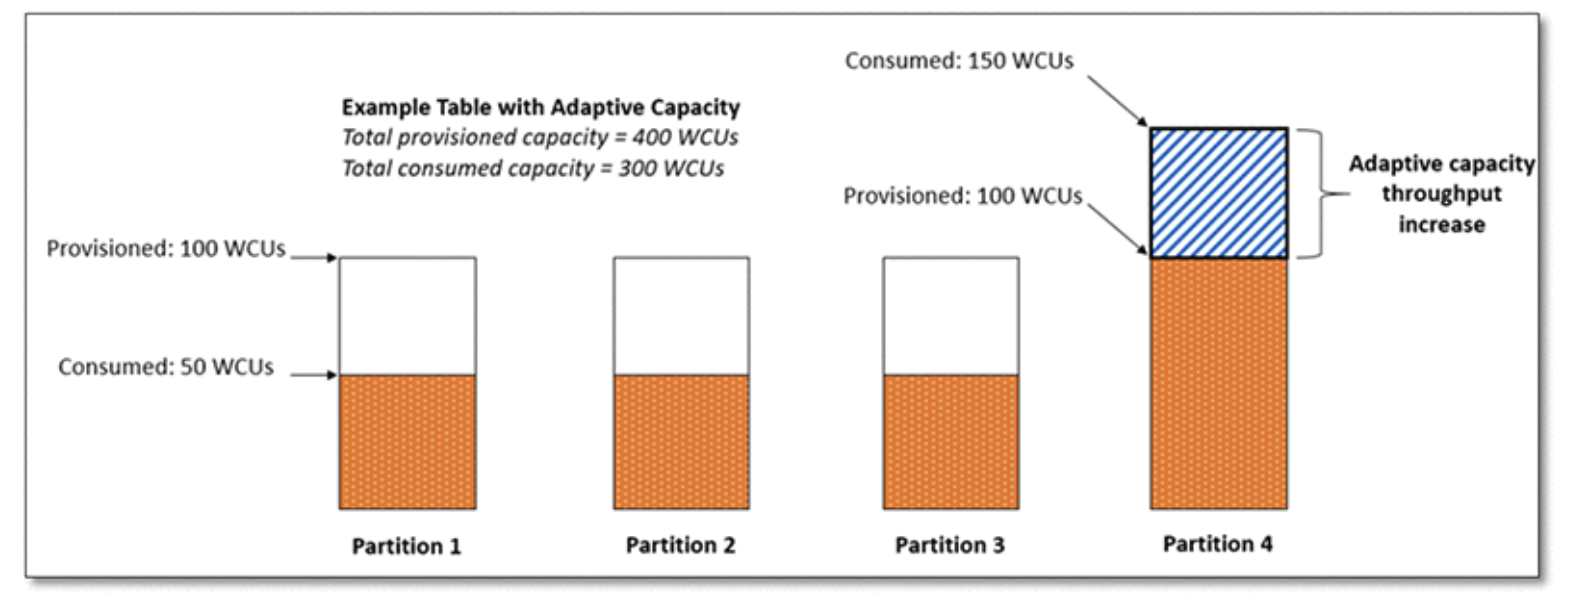 Consumed: 150 WCUs
Example Table with Adaptive Capacity
Total provisioned capacity = 400 WCUs
Total consumed capacity = 300 WCUs
Adaptive capacity
throughput
increase
Provisioned: 100 WCUs
Provisioned: 100 WCUs
Consumed: 50 WCUs
Partition 1
Partition 2
Partition 3
Partition 4